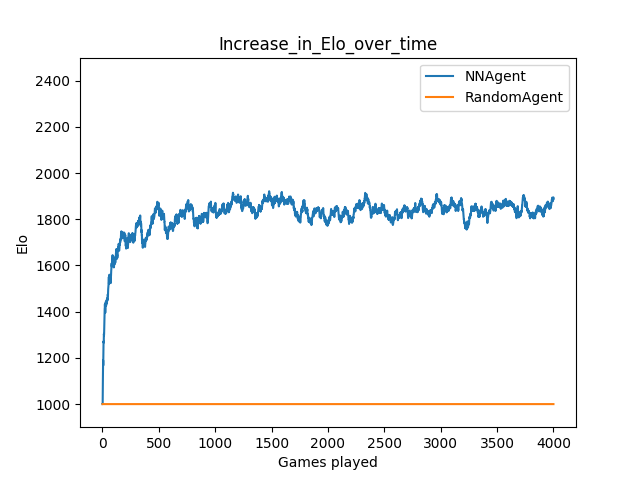 Increase_in_Elo_over_time
NNAgent
RandomAgent
2400
2200
2000
1800
1600
1400
1200
1000
Elo
0 500 1000 1500 2000 2500 3000 3500 4000
Games played